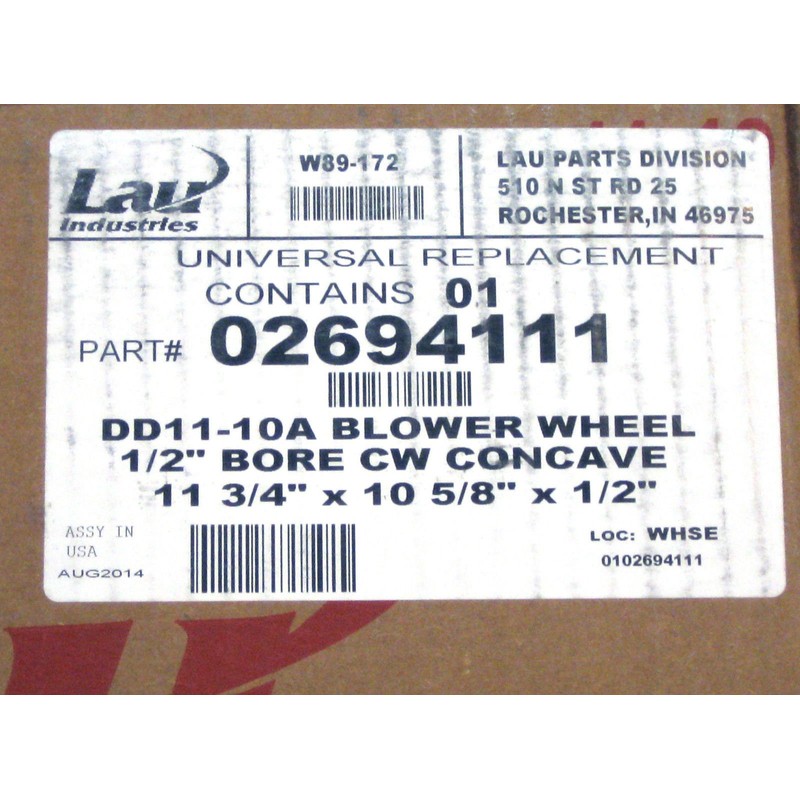 Lau
Industries
W89-172
LAU PARTS DIVISION
510 N ST RD 25
ROCHESTER,IN 46975
UNIVERSAL REPLACEMENT
CONTAINS 01
PART# 02694111
DD11-10A BLOWER WHEEL
1/2" BORE CW CONCAVE
11 3/4" x 10 5/8" x 1/2"
ASSY IN
USA
AUG2014
LOC: WHSE
0102694111